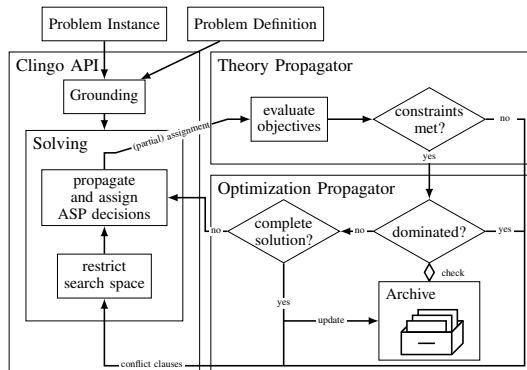 Problem Instance
Problem Definition
Clingo API
Theory Propagator
Grounding
evaluate
objectives
constraints
met?
no
yes
(partial) assignment
Solving
propagate
and assign
ASP decisions
Optimization Propagator
no
complete
solution?
no
dominated?
yes
restrict
search space
yes
check
Archive
update
conflict clauses